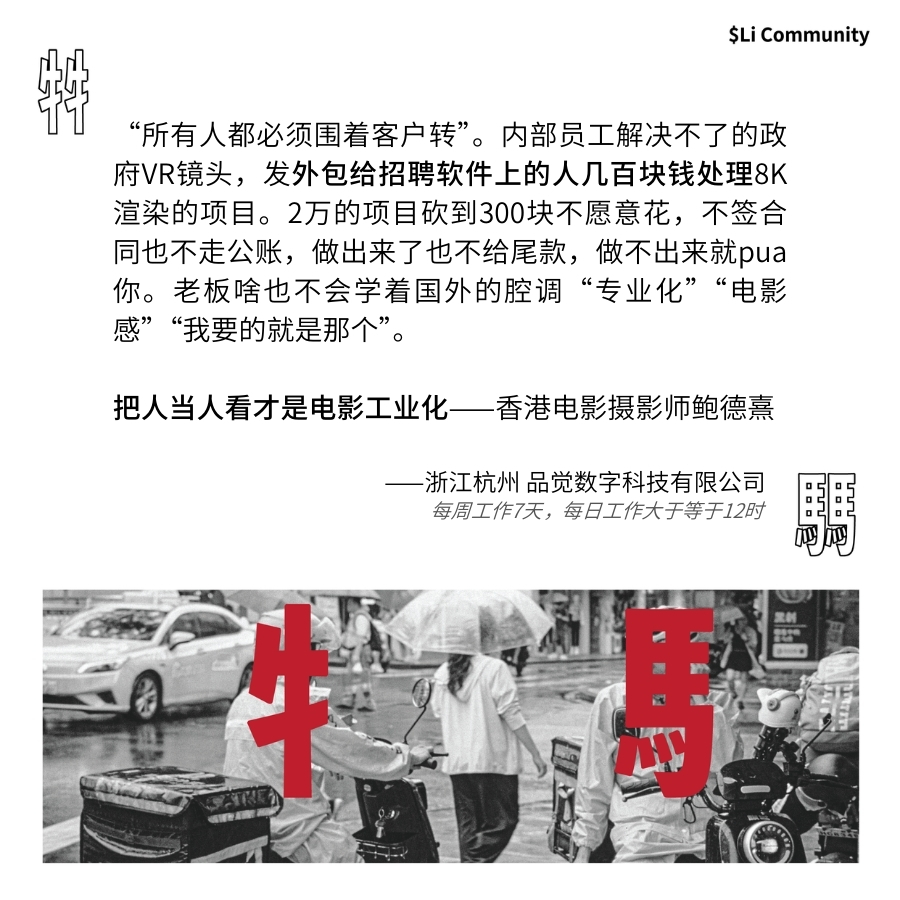 $Li Community
牛牛
“所有人都必须围着客户转”。内部员工解决不了的政
府VR镜头，发外包给招聘软件上的人几百块钱处理8K
渲染的项目。2万的项目砍到300块不愿意花，不签合
同也不走公账，做出来了也不给尾款，做不出来就pua
你。老板啥也不会学着国外的腔调“专业化”“电影
感”“我要的就是那个”。
把人当人看才是电影工业化——香港电影摄影师鲍德熹
——浙江杭州 品觉数字科技有限公司
每周工作7天，每日工作大于等于12时
馬馬
牛 馬